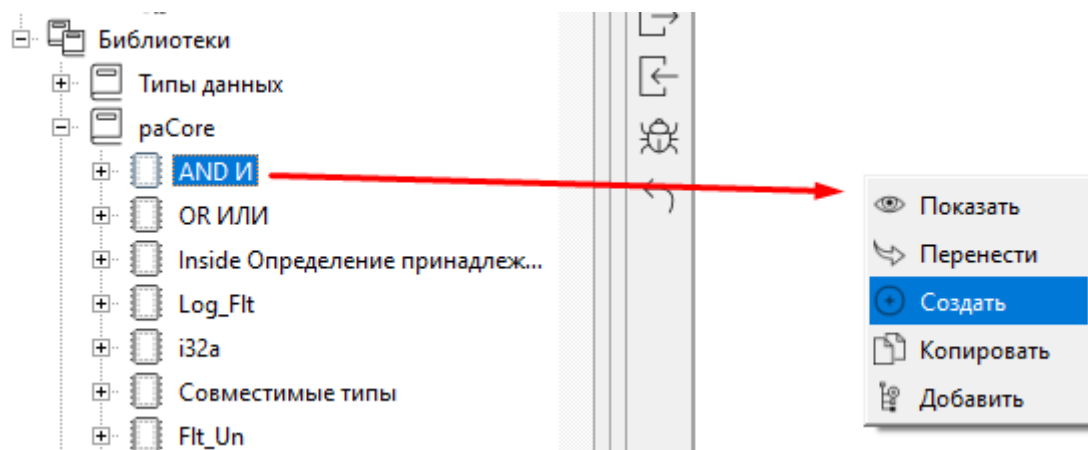 Библиотеки
Типы данных
paCore
AND И
OR ИЛИ
Inside Определение принадлеж...
Log_Flt
i32a
Совместимые типы
Flt_Un
Показать
Перенести
Создать
Копировать
Добавить